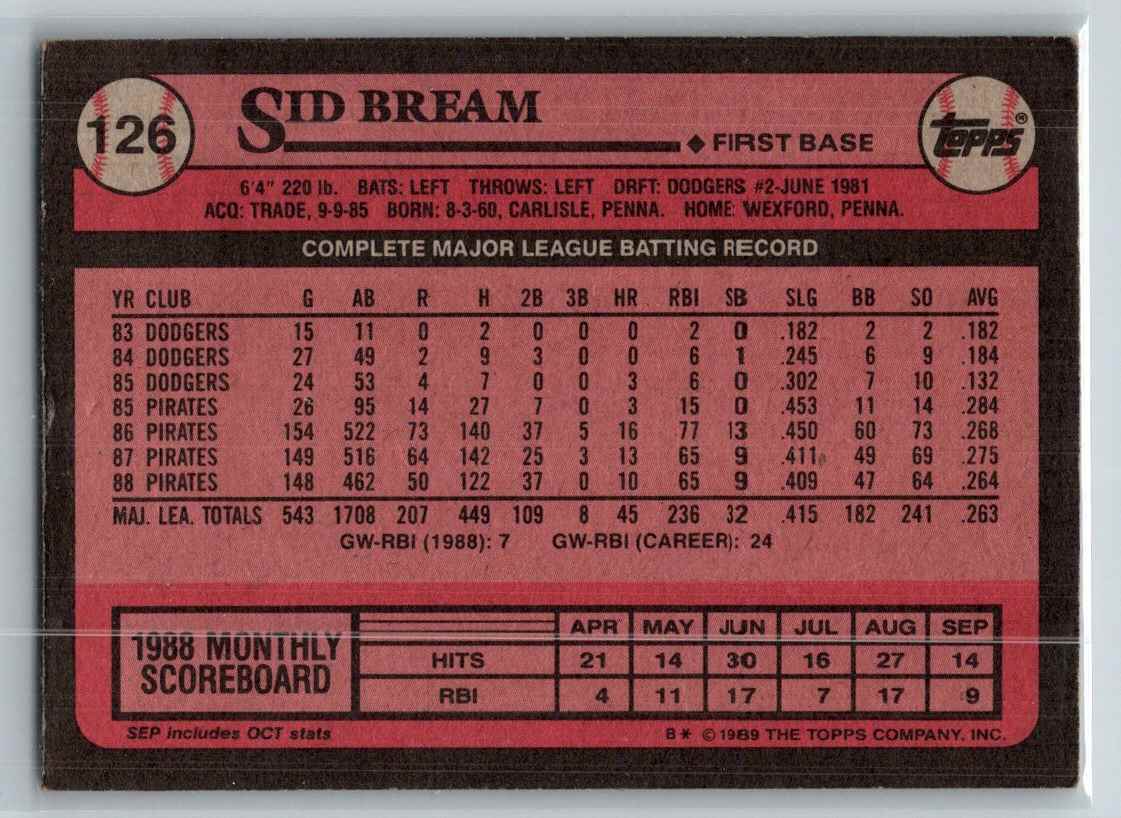 126
SID BREAM
◆ FIRST BASE
TOPPS®
6'4" 220 lb. BATS: LEFT THROWS: LEFT DRFT: DODGERS #2-JUNE 1981
ACQ: TRADE, 9-9-85 BORN: 8-3-60, CARLISLE, PENNA. HOME: WEXFORD, PENNA.
COMPLETE MAJOR LEAGUE BATTING RECORD
YR CLUB G AB R H 2B 3B HR RBI SB SLG BB SO AVG
83 DODGERS 15 11 0 2 0 0 0 2 0 .182 2 2 .182
84 DODGERS 27 49 2 9 3 0 0 6 1 .245 6 9 .184
85 DODGERS 24 53 4 7 0 0 3 6 0 .302 7 10 .132
85 PIRATES 26 95 14 27 7 0 3 15 0 .453 11 14 .284
86 PIRATES 154 522 73 140 37 5 16 77 13 .450 60 73 .268
87 PIRATES 149 516 64 142 25 3 13 65 9 .411 49 69 .275
88 PIRATES 148 462 50 122 37 0 10 65 9 .409 47 64 .264
MAJ. LEA. TOTALS 543 1708 207 449 109 8 45 236 32 .415 182 241 .263
GW-RBI (1988): 7 GW-RBI (CAREER): 24
1988 MONTHLY
SCOREBOARD
APR MAY JUN JUL AUG SEP
HITS 21 14 30 16 27 14
RBI 4 11 17 7 17 9
SEP includes OCT stats
B* ©1989 THE TOPPS COMPANY, INC.